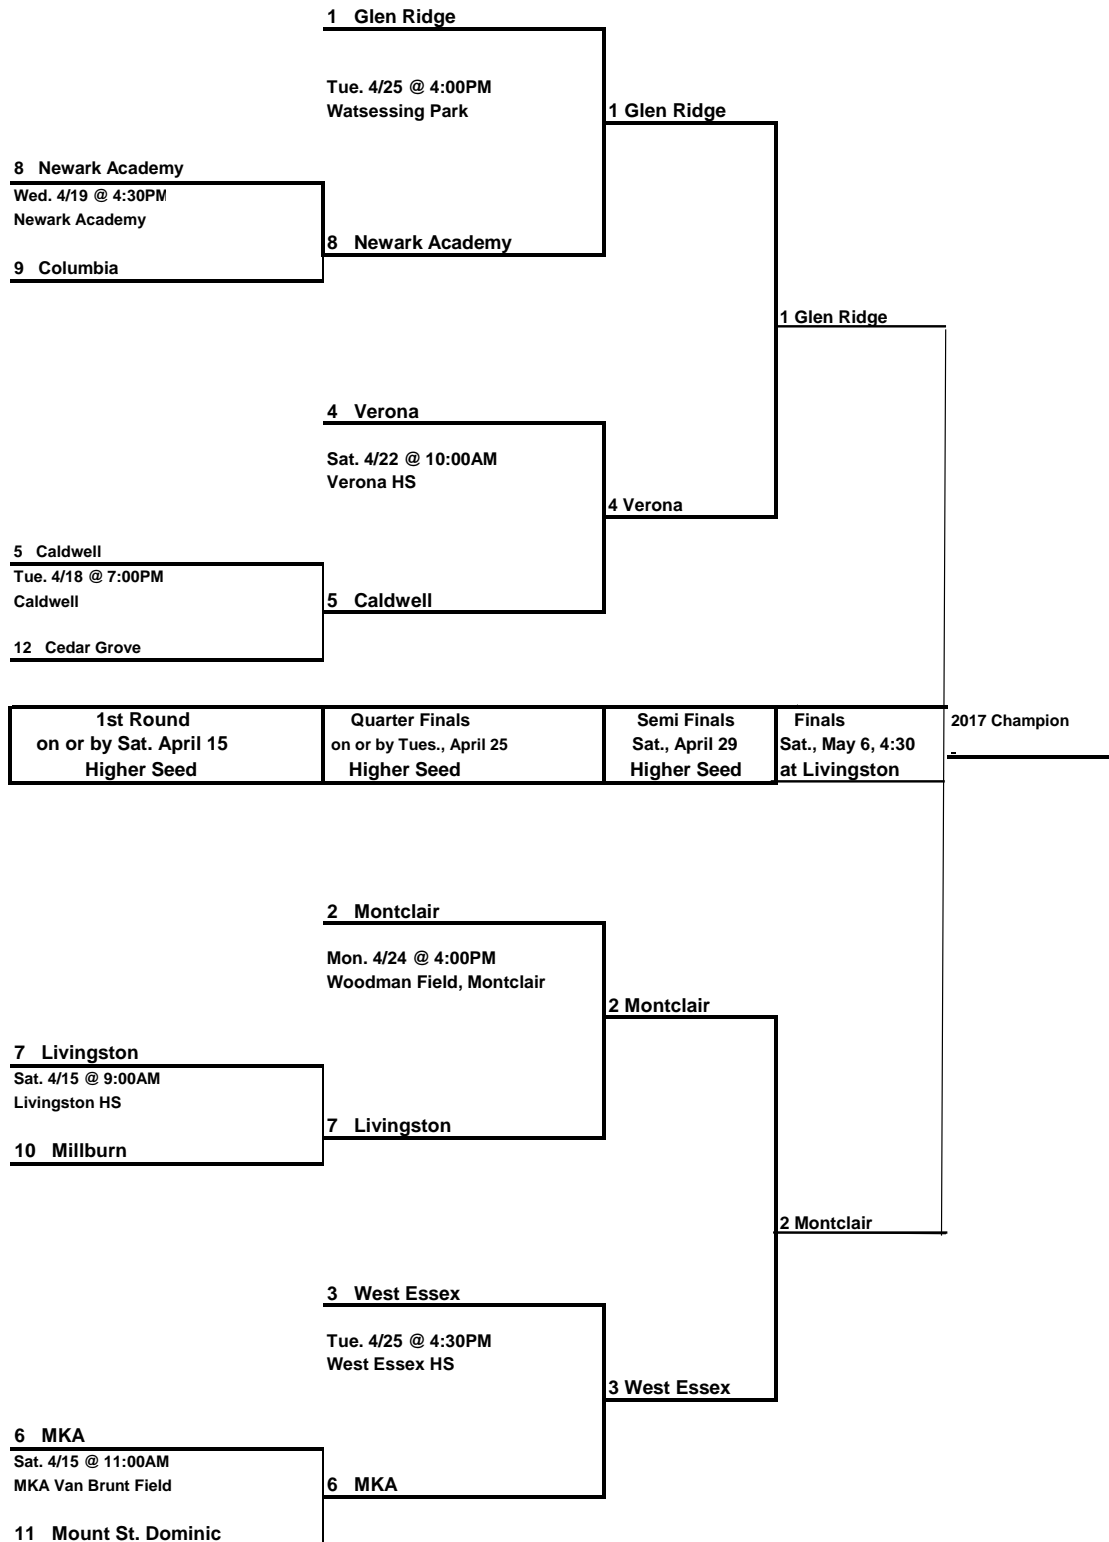 1 Glen Ridge
Tue. 4/25 @ 4:00PM
Watsessing Park
1 Glen Ridge
8 Newark Academy
Wed. 4/19 @ 4:30PM
Newark Academy
8 Newark Academy
9 Columbia
1 Glen Ridge
4 Verona
Sat. 4/22 @ 10:00AM
Verona HS
4 Verona
5 Caldwell
Tue. 4/18 @ 7:00PM
Caldwell
5 Caldwell
12 Cedar Grove
1st Round
on or by Sat. April 15
Higher Seed
Quarter Finals
on or by Tues., April 25
Higher Seed
Semi Finals
Sat., April 29
Higher Seed
Finals
Sat., May 6, 4:30
at Livingston
2017 Champion
-
2 Montclair
Mon. 4/24 @ 4:00PM
Woodman Field, Montclair
2 Montclair
7 Livingston
Sat. 4/15 @ 9:00AM
Livingston HS
7 Livingston
10 Millburn
2 Montclair
3 West Essex
Tue. 4/25 @ 4:30PM
West Essex HS
3 West Essex
6 MKA
Sat. 4/15 @ 11:00AM
MKA Van Brunt Field
6 MKA
11 Mount St. Dominic